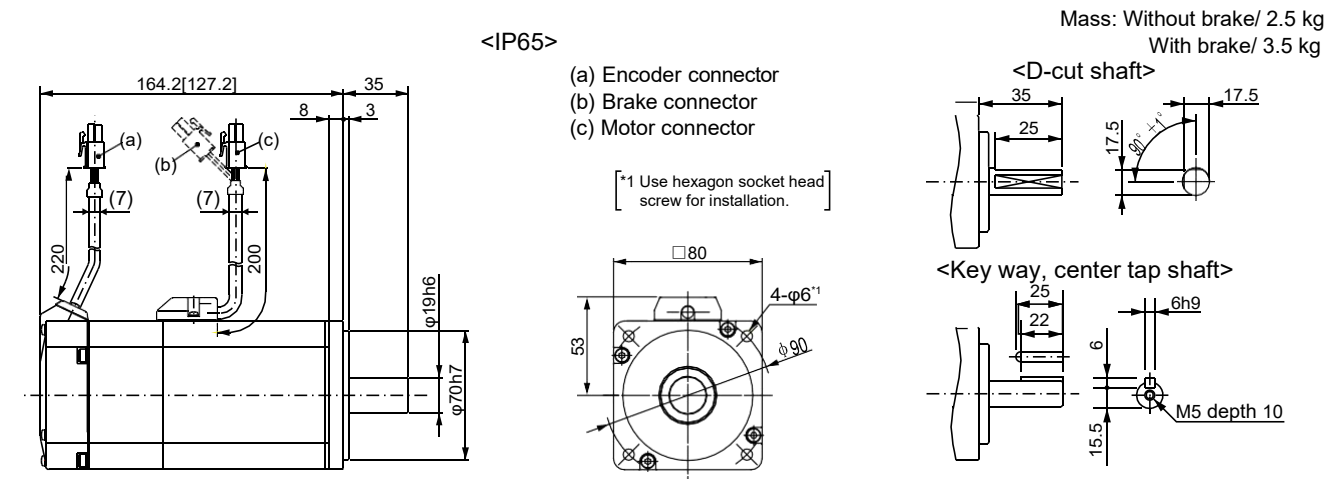 Mass: Without brake/ 2.5 kg
With brake/ 3.5 kg
<IP65>
(a) Encoder connector
(b) Brake connector
(c) Motor connector
*1 Use hexagon socket head
screw for installation.
164.2[127.2]
35
8
3
(a)
(b)
(c)
(7)
(7)
220
200
φ19h6
φ70h7
□80
4-φ6*1
53
ϕ90
<D-cut shaft>
35
25
17.5
17.5
90° ±1°
<Key way, center tap shaft>
25
22
6h9
6
15.5
M5 depth 10